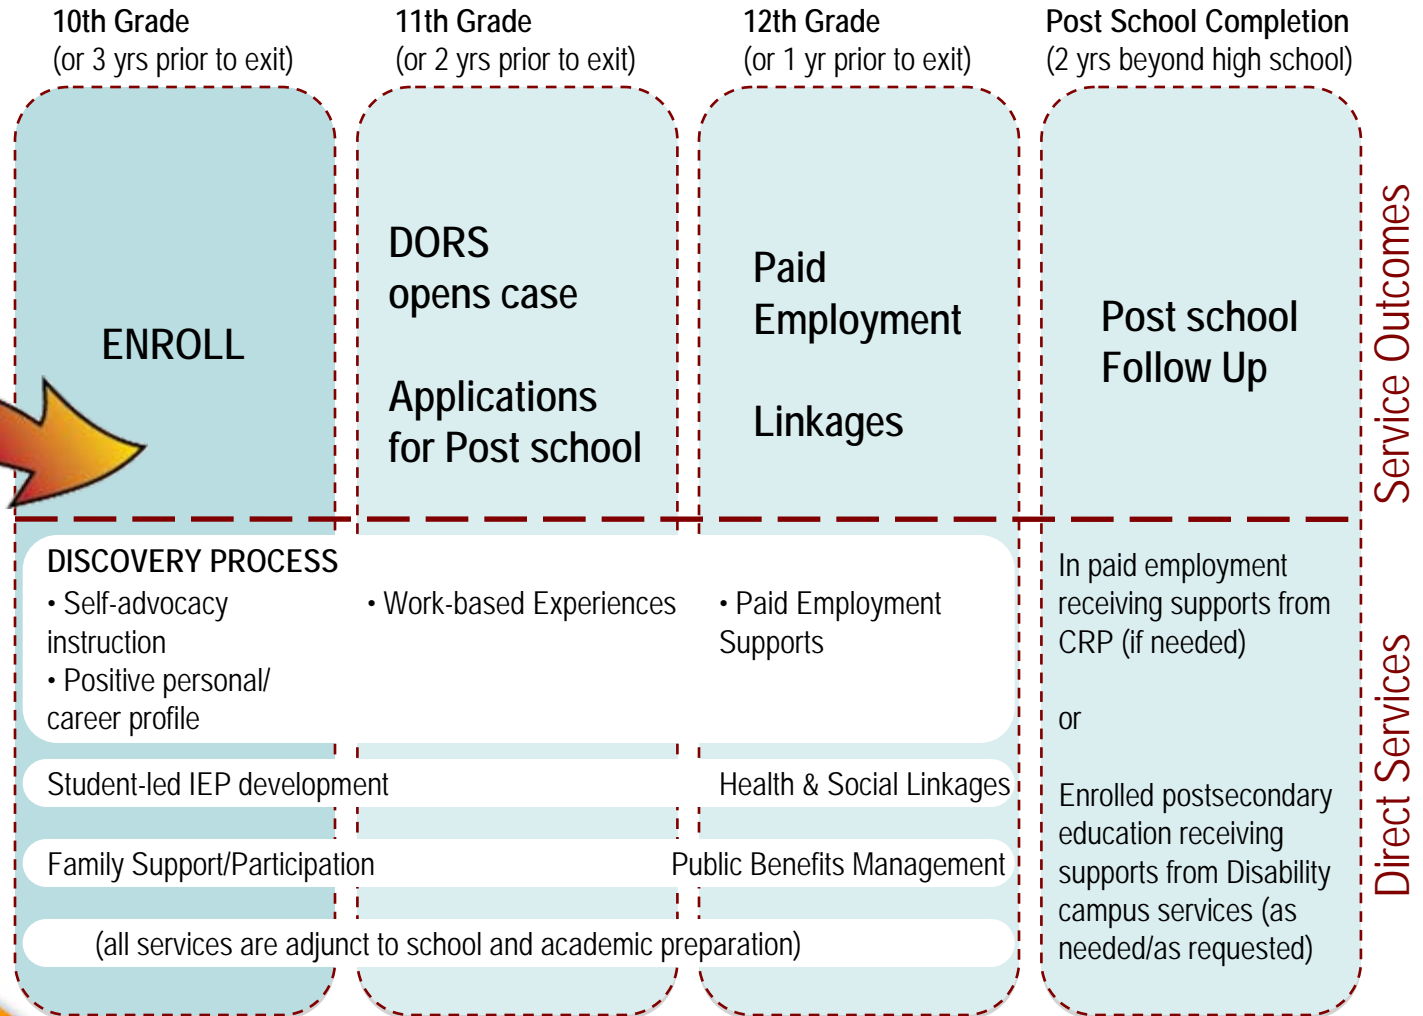 10th Grade
(or 3 yrs prior to exit)
11th Grade
(or 2 yrs prior to exit)
12th Grade
(or 1 yr prior to exit)
Post School Completion
(2 yrs beyond high school)
ENROLL
DORS
opens case
Applications
for Post school
Paid
Employment
Linkages
Post school
Follow Up
Service Outcomes
DISCOVERY PROCESS
• Self-advocacy
instruction
• Positive personal/
career profile
• Work-based Experiences
• Paid Employment
Supports
Student-led IEP development
Health & Social Linkages
Family Support/Participation
Public Benefits Management
(all services are adjunct to school and academic preparation)
In paid employment
receiving supports from
CRP (if needed)
or
Enrolled postsecondary
education receiving
supports from Disability
campus services (as
needed/as requested)
Direct Services